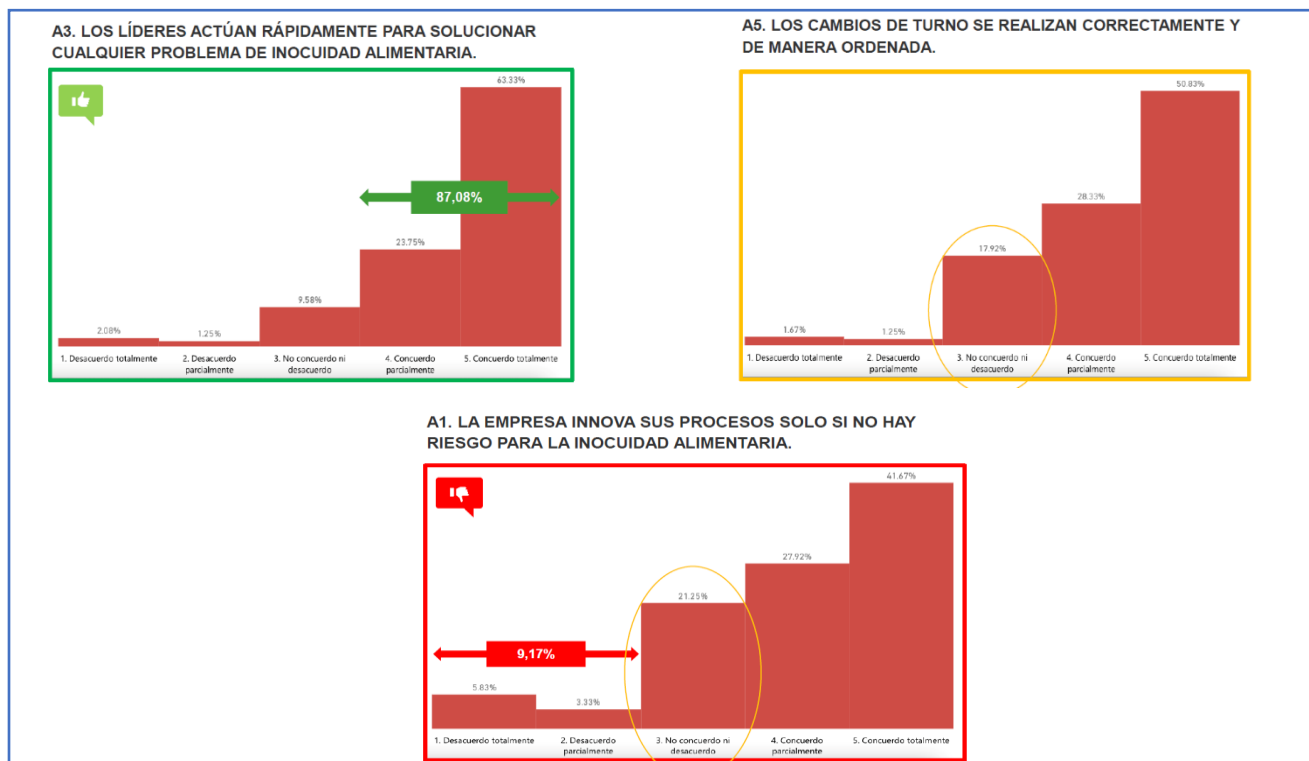 A3. LOS LÍDERES ACTÚAN RÁPIDAMENTE PARA SOLUCIONAR
CUALQUIER PROBLEMA DE INOCUIDAD ALIMENTARIA.
63.33%
87,08%
23.75%
9.58%
2.08%
1.25%
1. Desacuerdo totalmente
2. Desacuerdo
parcialmente
3. No concuerdo ni
desacuerdo
4. Concuerdo
parcialmente
5. Concuerdo totalmente
A5. LOS CAMBIOS DE TURNO SE REALIZAN CORRECTAMENTE Y
DE MANERA ORDENADA.
50.83%
28.33%
17.92%
1.67%
1.25%
1. Desacuerdo totalmente
2. Desacuerdo
parcialmente
3. No concuerdo ni
desacuerdo
4. Concuerdo
parcialmente
5. Concuerdo totalmente
A1. LA EMPRESA INNOVA SUS PROCESOS SOLO SI NO HAY
RIESGO PARA LA INOCUIDAD ALIMENTARIA.
41.67%
27.92%
21.25%
9,17%
5.83%
3.33%
1. Desacuerdo totalmente
2. Desacuerdo
parcialmente
3. No concuerdo ni
desacuerdo
4. Concuerdo
parcialmente
5. Concuerdo totalmente